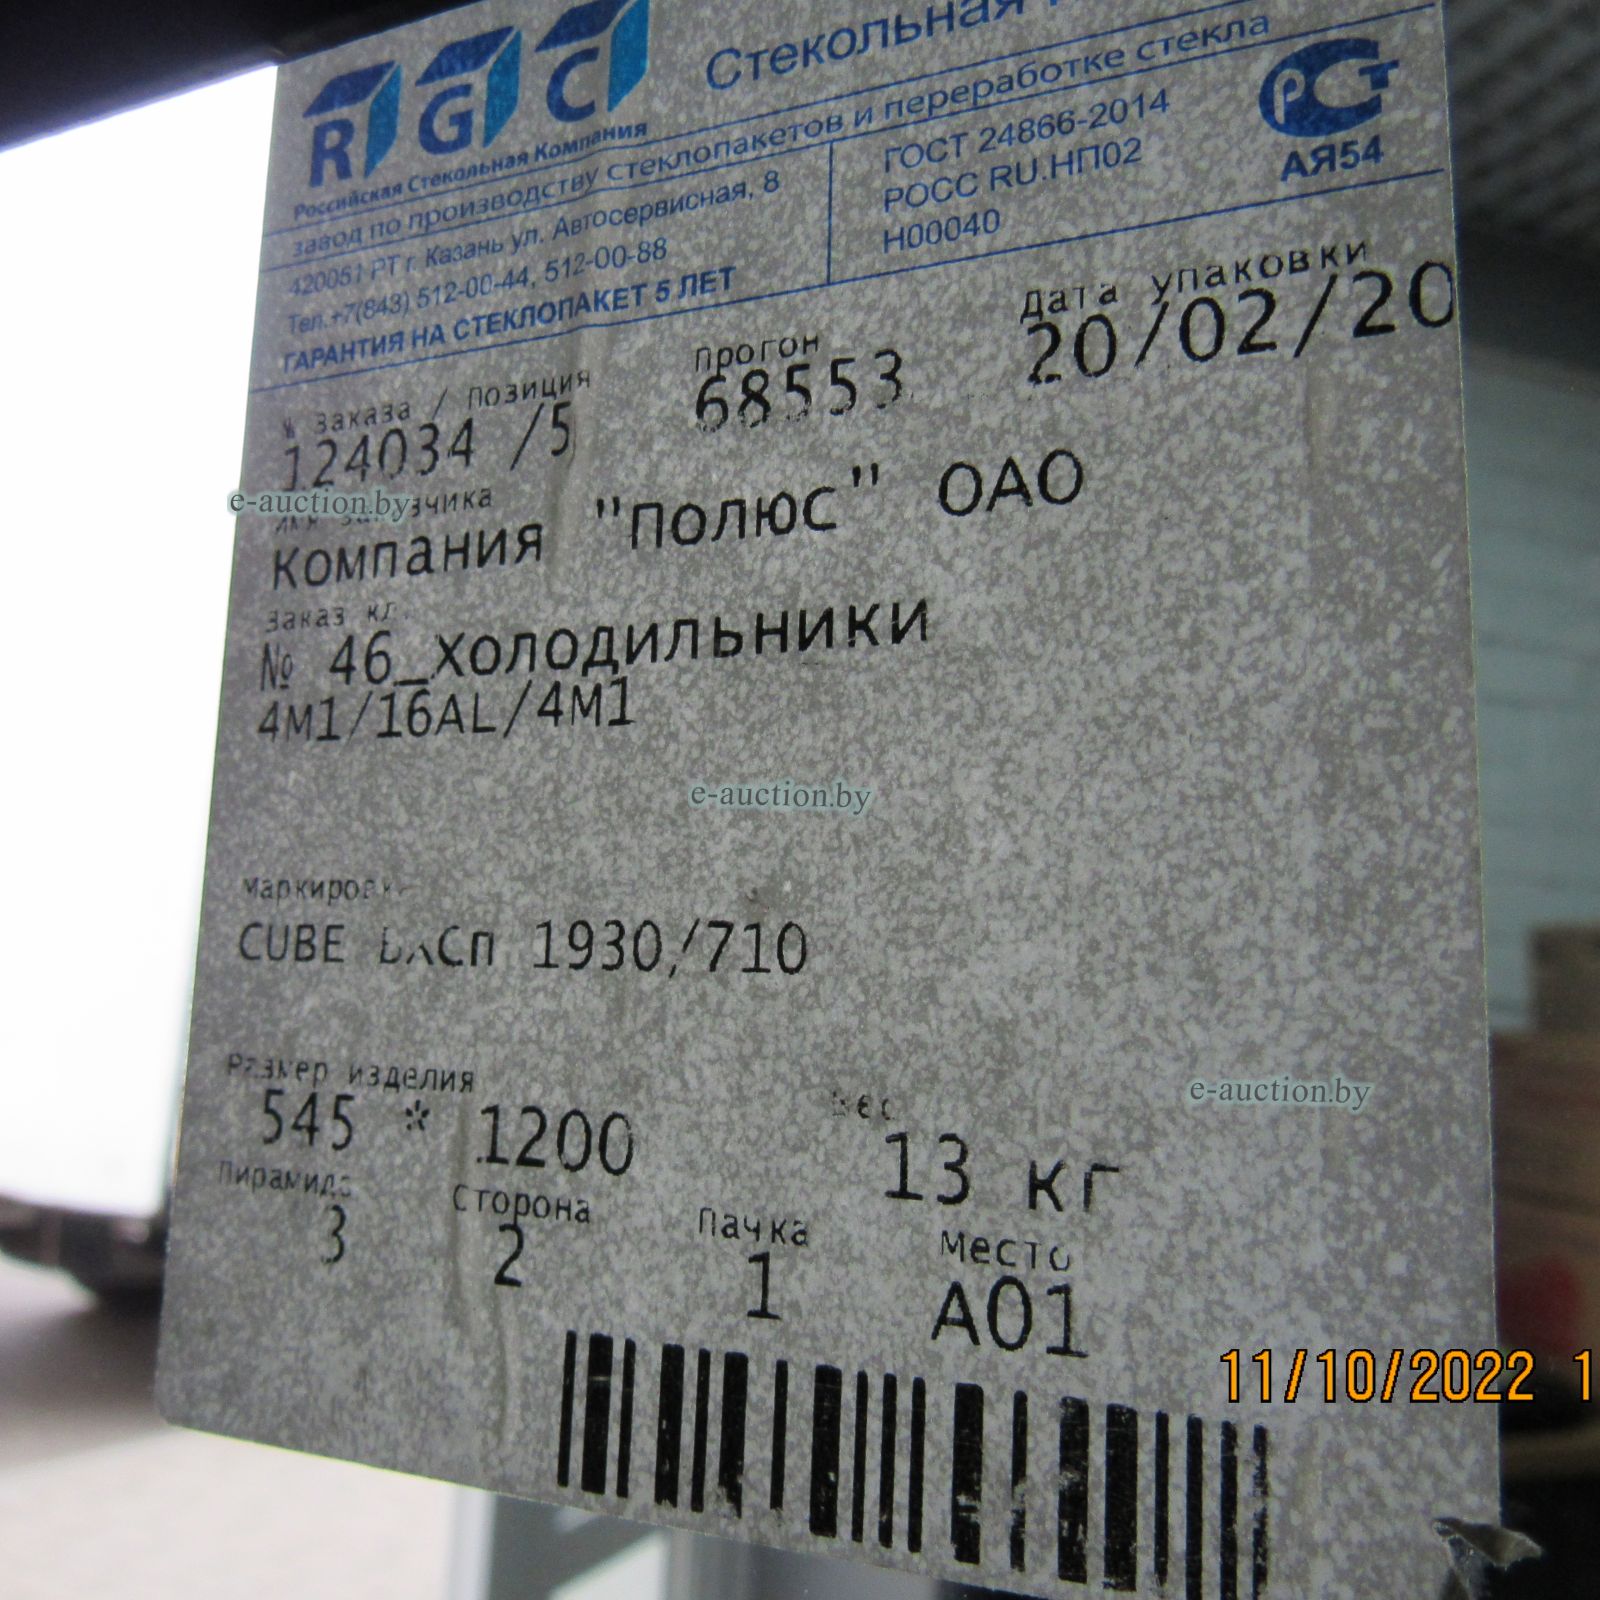 RGC
Российская Стекольная Компания
Стекольная
завод по производству стеклопакетов и переработке стекла
420051 РТ г. Казань ул. Автосервисная, 8
Тел.+7(843) 512-00-44, 512-00-88
ГАРАНТИЯ НА СТЕКЛОПАКЕТ 5 ЛЕТ
ГОСТ 24866-2014
РОСС RU.НП02
Н00040
РСТ
АЯ54
Заказа / Позиция
124034 /5
Прогон
68553
Дата упаковки
20/02/20
e-auction.by
Компания "Полюс" ОАО
Заказ кл.
№ 46_холодильники
4M1/16AL/4M1
e-auction.by
CUBE 1930/710
Размер изделия
545 * 1200
Вес
13 кг
e-auction.by
Пирамида
3
Сторона
2
Пачка
1
Место
A01
11/10/2022 1